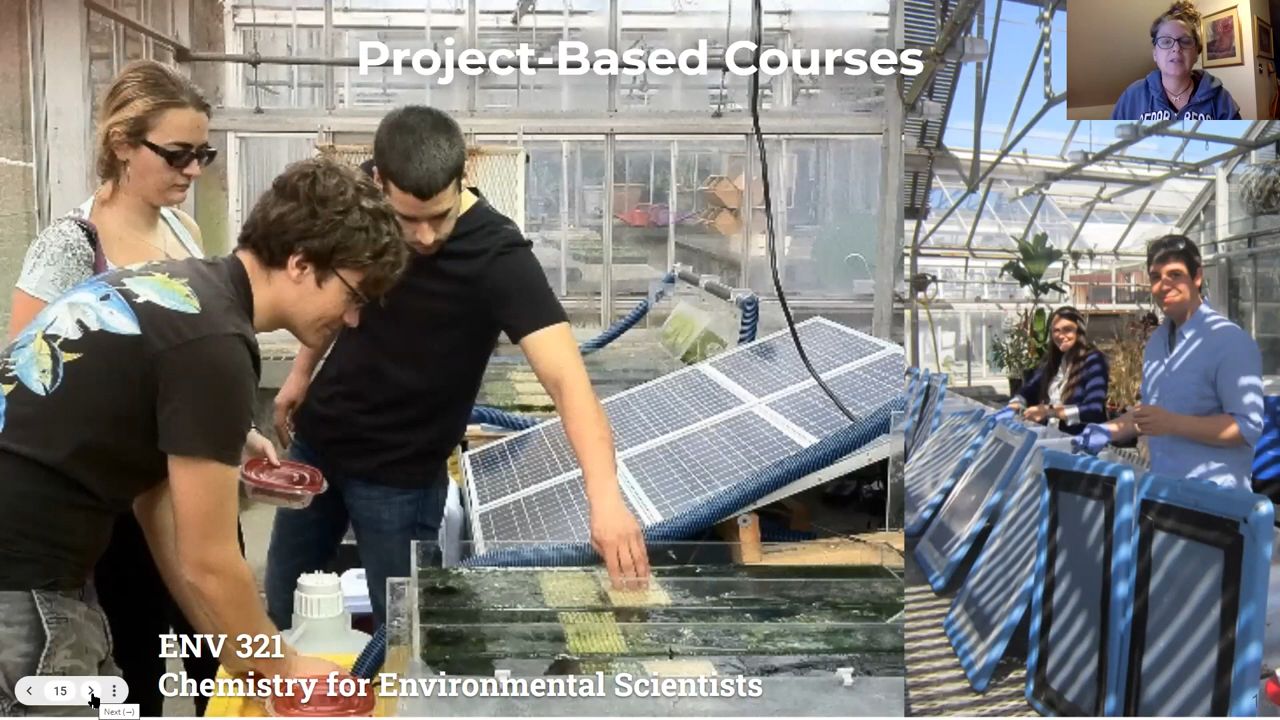 Project-Based Courses
ENV 321
Chemistry for Environmental Scientists
15
Next (→)